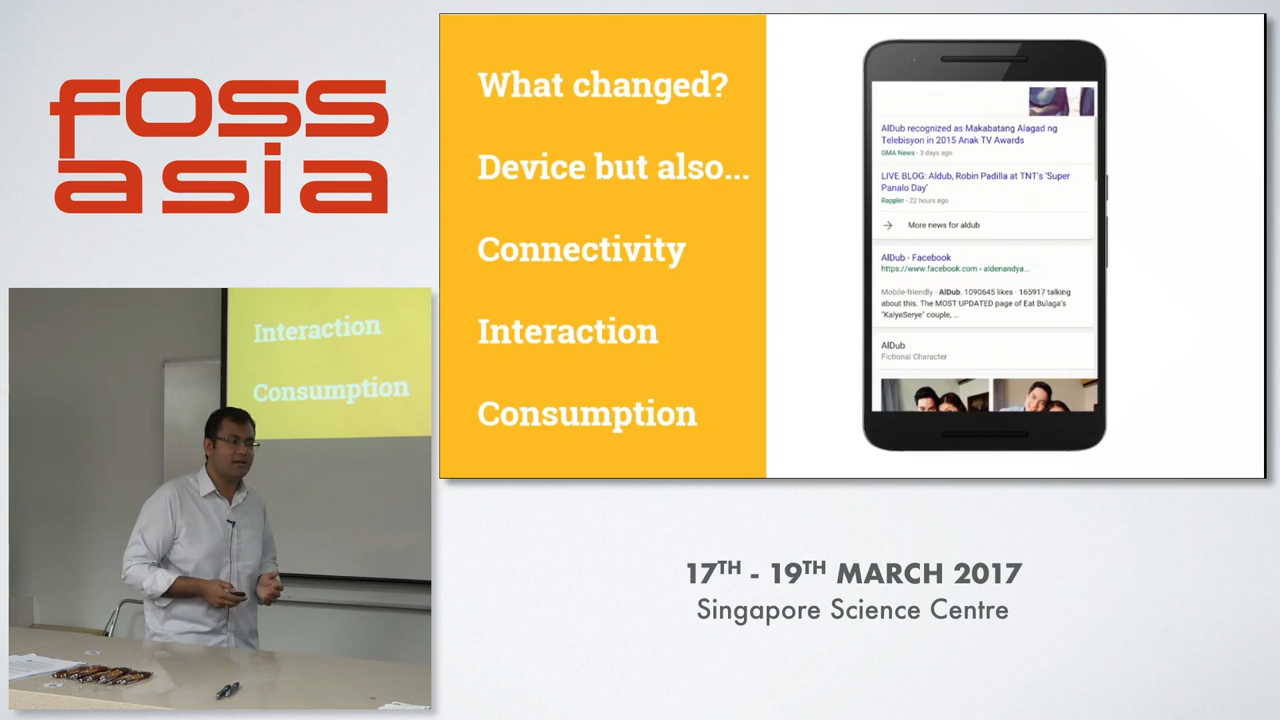 foss
asia
What changed?
Device but also...
Connectivity
Interaction
Consumption
AlDub recognized as Makabatang Alagad ng
Telebisyon in 2015 Anak TV Awards
GMA News - 3 days ago
LIVE BLOG: Aldub, Robin Padilla at TNT's 'Super
Panalo Day'
Rappler - 22 hours ago
More news for aldub
AlDub - Facebook
https://www.facebook.com › aldenandya...
Mobile-friendly - AlDub. 1090645 likes · 165917 talking
about this. The MOST UPDATED page of Eat Bulaga's
"KalyeSerye" couple, ...
AlDub
Fictional Character
Interaction
Consumption
17TH - 19TH MARCH 2017
Singapore Science Centre